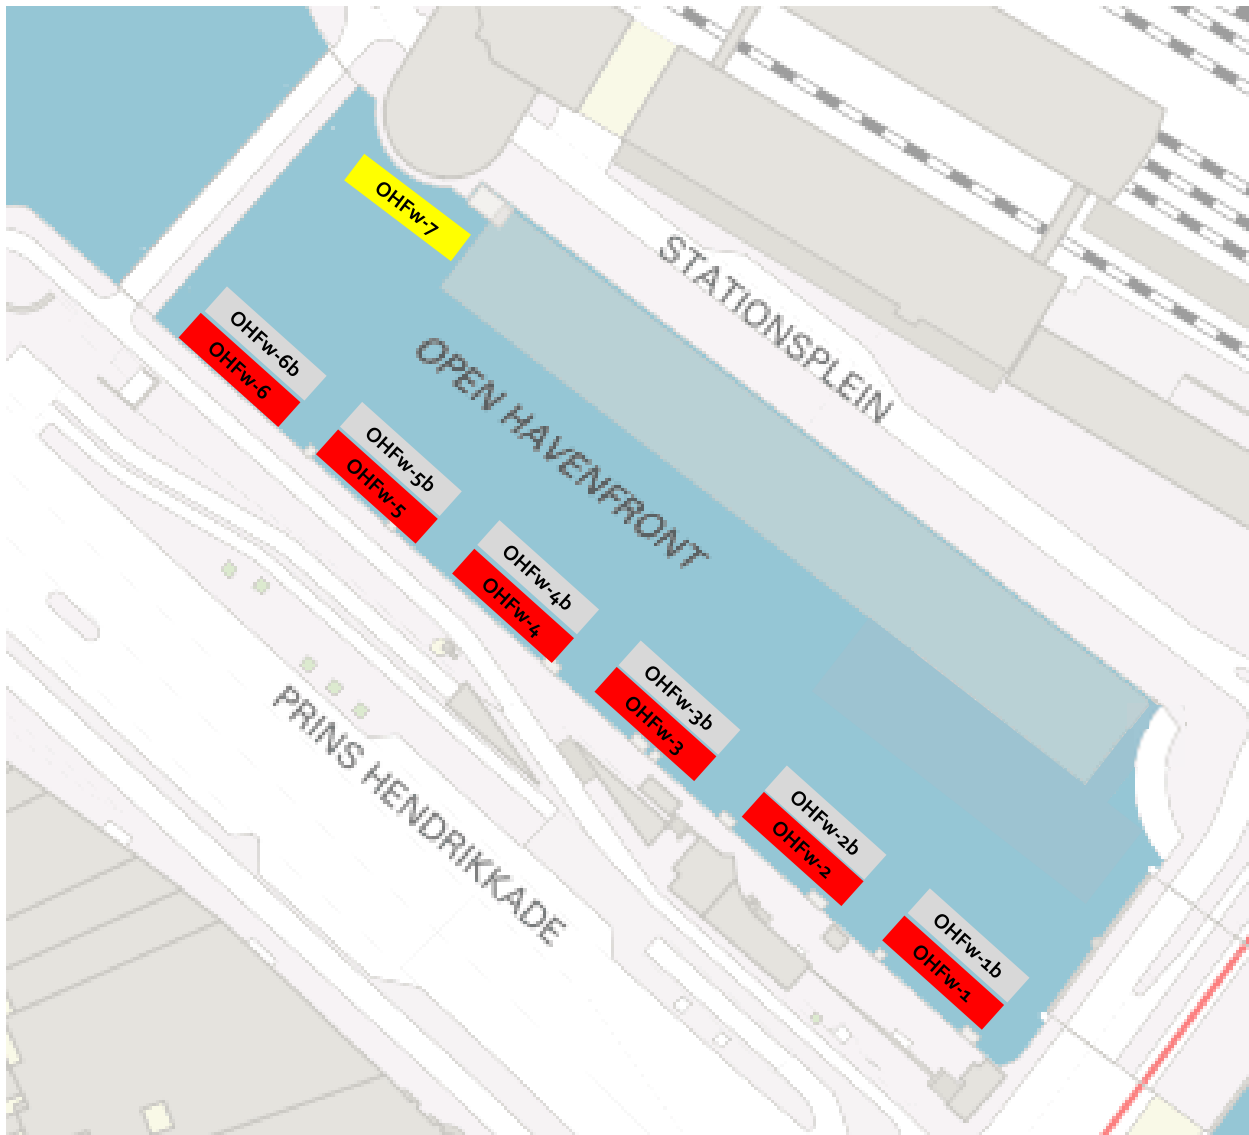 OHFw-7
STATIONSPLEIN
OHFw-6b
OHFw-6
OPEN HAVENFRONT
OHFw-5b
OHFw-5
OHFw-4b
OHFw-4
OHFw-3b
OHFw-3
PRINS HENDRIKKADE
OHFw-2b
OHFw-2
OHFw-1b
OHFw-1